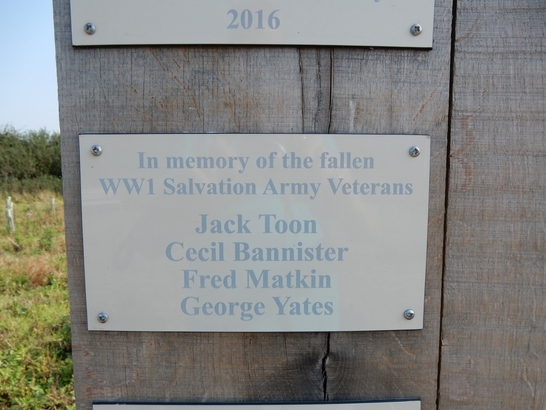 2016
In memory of the fallen
WW1 Salvation Army Veterans
Jack Toon
Cecil Bannister
Fred Matkin
George Yates